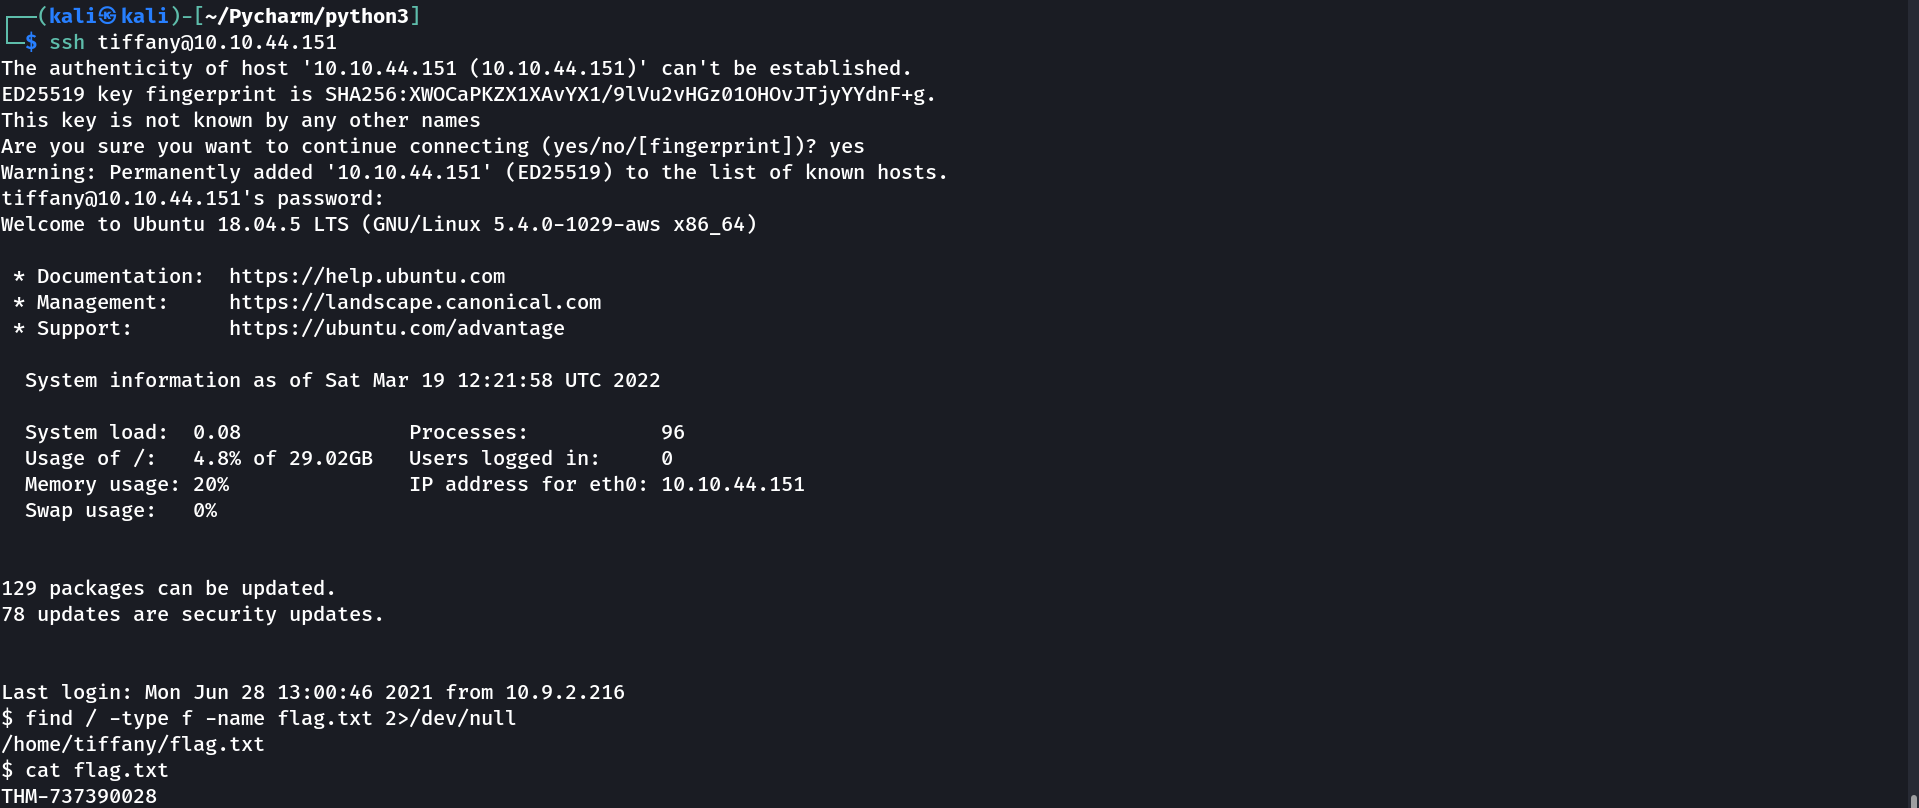 ┌──(kali㉿kali)-[~/Pycharm/python3]
└─$ ssh tiffany@10.10.44.151
The authenticity of host '10.10.44.151 (10.10.44.151)' can't be established.
ED25519 key fingerprint is SHA256:XWOCaPKZX1XAvYX1/9lVu2vHGz01OHOvJTjyYYdnF+g.
This key is not known by any other names
Are you sure you want to continue connecting (yes/no/[fingerprint])? yes
Warning: Permanently added '10.10.44.151' (ED25519) to the list of known hosts.
tiffany@10.10.44.151's password:
Welcome to Ubuntu 18.04.5 LTS (GNU/Linux 5.4.0-1029-aws x86_64)

 * Documentation:  https://help.ubuntu.com
 * Management:     https://landscape.canonical.com
 * Support:        https://ubuntu.com/advantage

  System information as of Sat Mar 19 12:21:58 UTC 2022

  System load:  0.08              Processes:           96
  Usage of /:   4.8% of 29.02GB   Users logged in:     0
  Memory usage: 20%               IP address for eth0: 10.10.44.151
  Swap usage:   0%


129 packages can be updated.
78 updates are security updates.


Last login: Mon Jun 28 13:00:46 2021 from 10.9.2.216
$ find / -type f -name flag.txt 2>/dev/null
/home/tiffany/flag.txt
$ cat flag.txt
THM-737390028